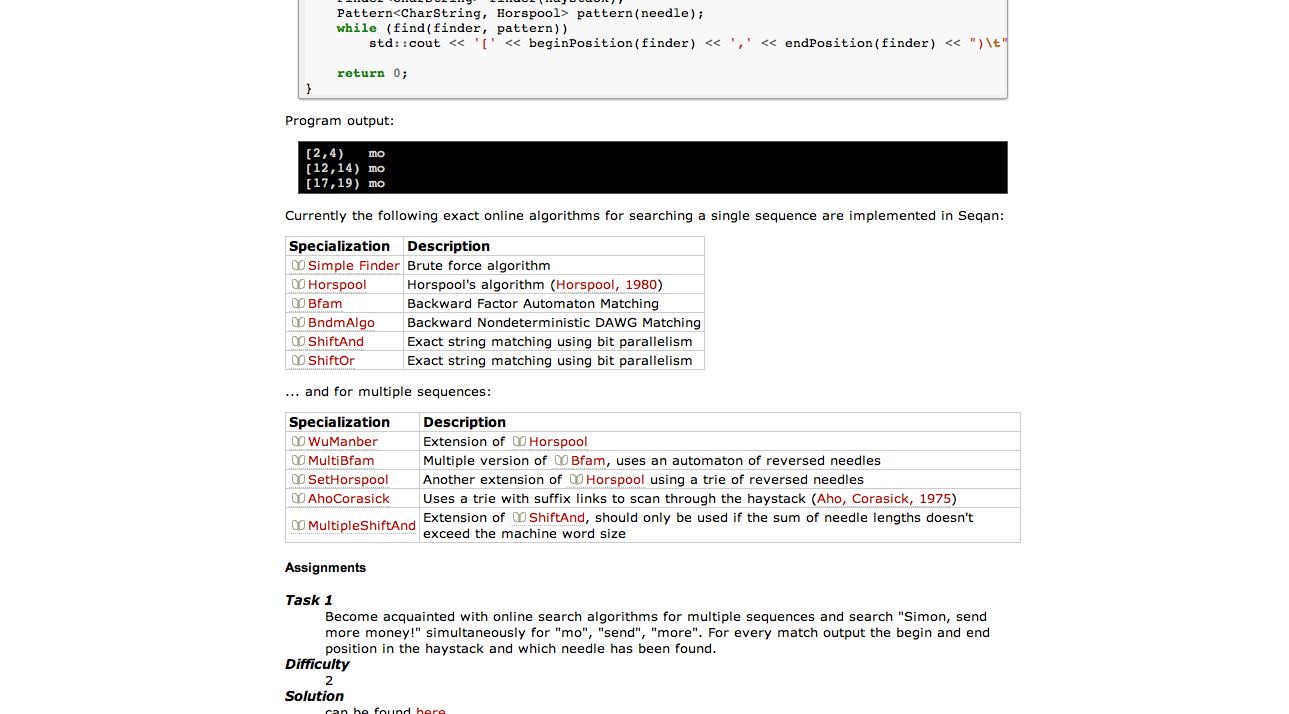 Pattern<CharString, Horspool> pattern(needle);
while (find(finder, pattern))
std::cout << '[' << beginPosition(finder) << ',' << endPosition(finder) << ")\t"
return 0;
}
Program output:
[2,4) mo
[12,14) mo
[17,19) mo
Currently the following exact online algorithms for searching a single sequence are implemented in Seqan:
Specialization Description
Simple Finder Brute force algorithm
Horspool Horspool's algorithm (Horspool, 1980)
Bfam Backward Factor Automaton Matching
BndmAlgo Backward Nondeterministic DAWG Matching
ShiftAnd Exact string matching using bit parallelism
ShiftOr Exact string matching using bit parallelism
... and for multiple sequences:
Specialization Description
WuManber Extension of Horspool
MultiBfam Multiple version of Bfam, uses an automaton of reversed needles
SetHorspool Another extension of Horspool using a trie of reversed needles
AhoCorasick Uses a trie with suffix links to scan through the haystack (Aho, Corasick, 1975)
MultipleShiftAnd Extension of ShiftAnd, should only be used if the sum of needle lengths doesn't
exceed the machine word size
Assignments
Task 1
Become acquainted with online search algorithms for multiple sequences and search "Simon, send
more money!" simultaneously for "mo", "send", "more". For every match output the begin and end
position in the haystack and which needle has been found.
Difficulty
2
Solution
can be found here